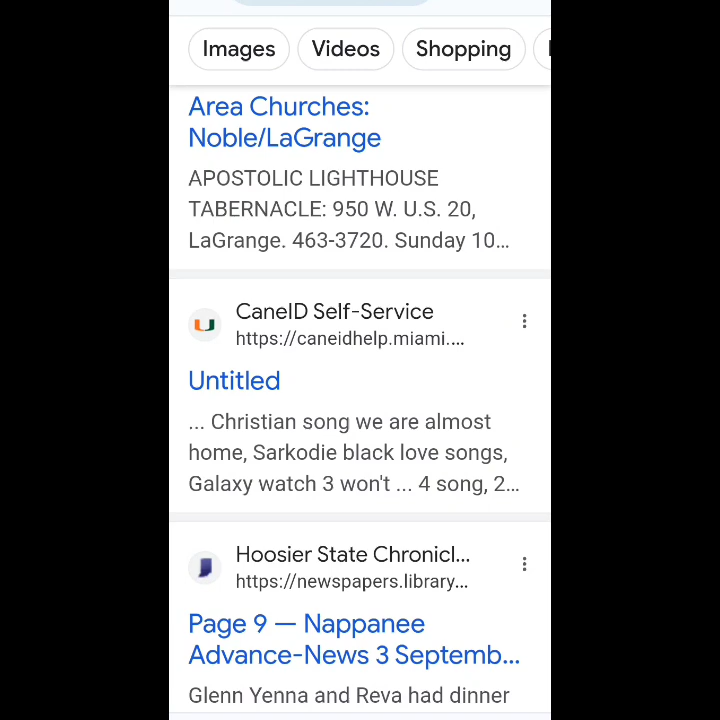 Images
Videos
Shopping
Area Churches:
Noble/LaGrange
APOSTOLIC LIGHTHOUSE
TABERNACLE: 950 W. U.S. 20,
LaGrange. 463-3720. Sunday 10...
CaneID Self-Service
https://caneidhelp.miami....
Untitled
... Christian song we are almost
home, Sarkodie black love songs,
Galaxy watch 3 won't ... 4 song, 2...
Hoosier State Chronicl...
https://newspapers.library...
Page 9 — Nappanee
Advance-News 3 Septemb...
Glenn Yenna and Reva had dinner